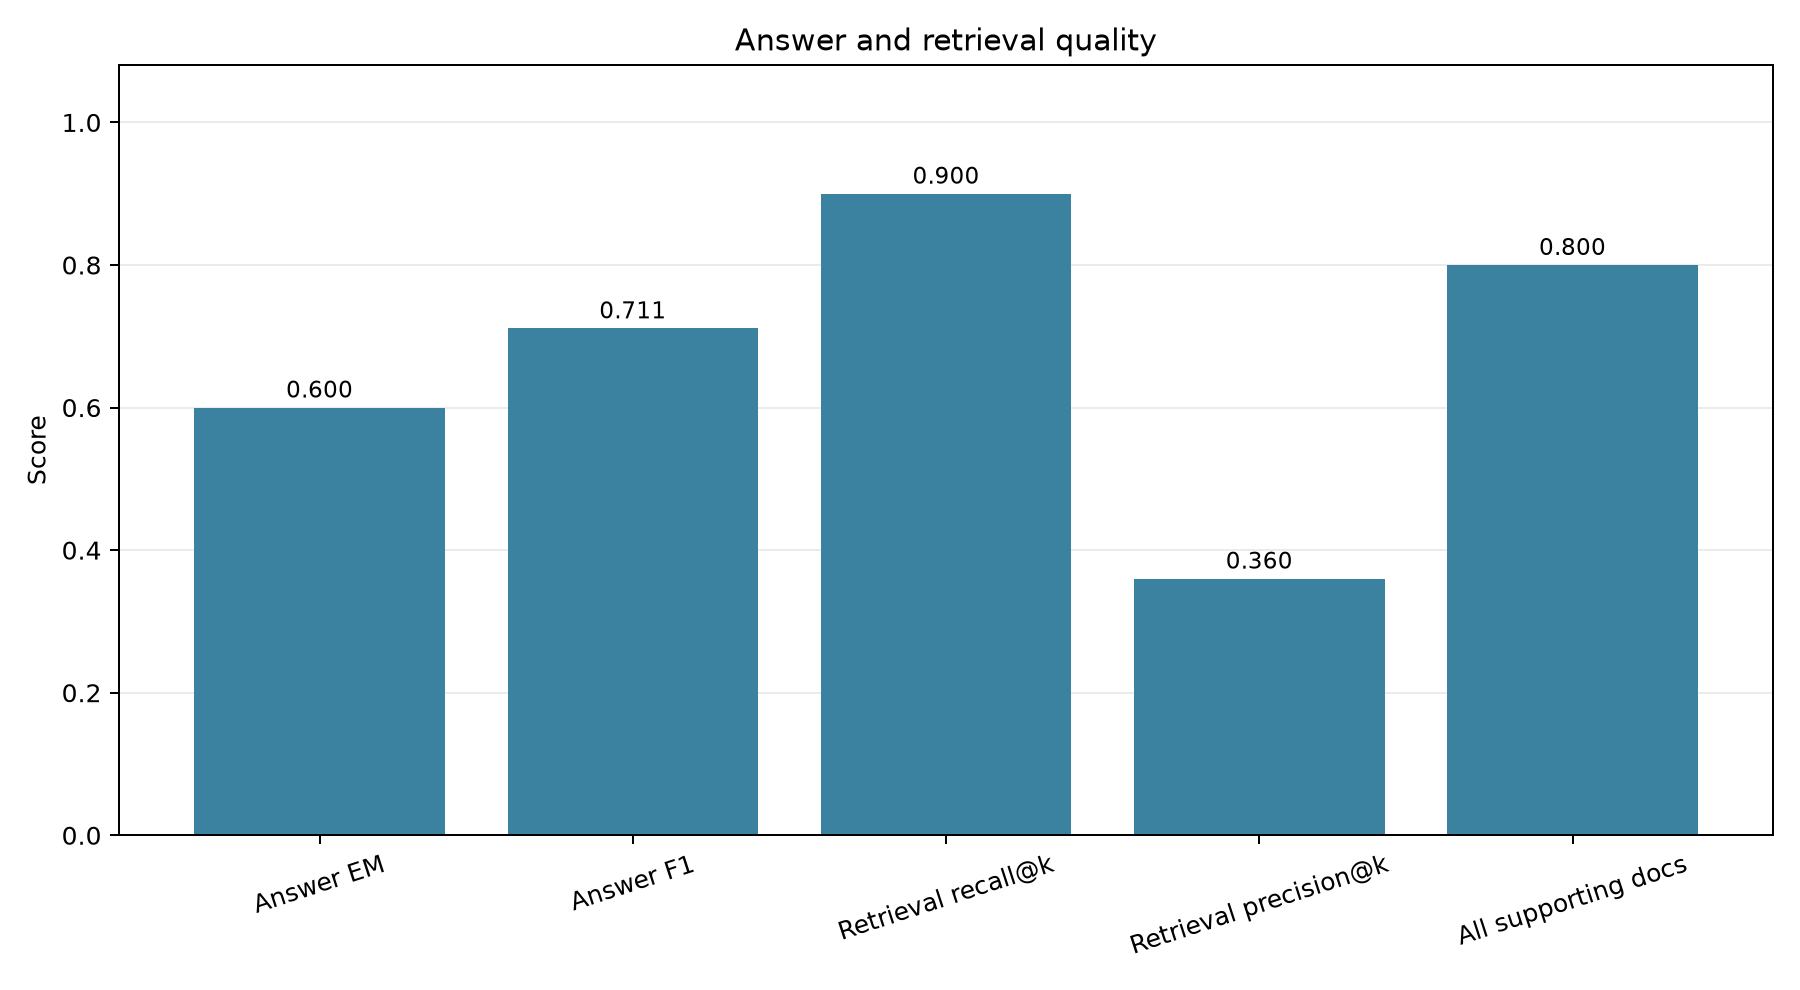 Answer and retrieval quality
Score
1.0
0.8
0.6
0.4
0.2
0.0
0.600
0.711
0.900
0.360
0.800
Answer EM
Answer F1
Retrieval recall@k
Retrieval precision@k
All supporting docs